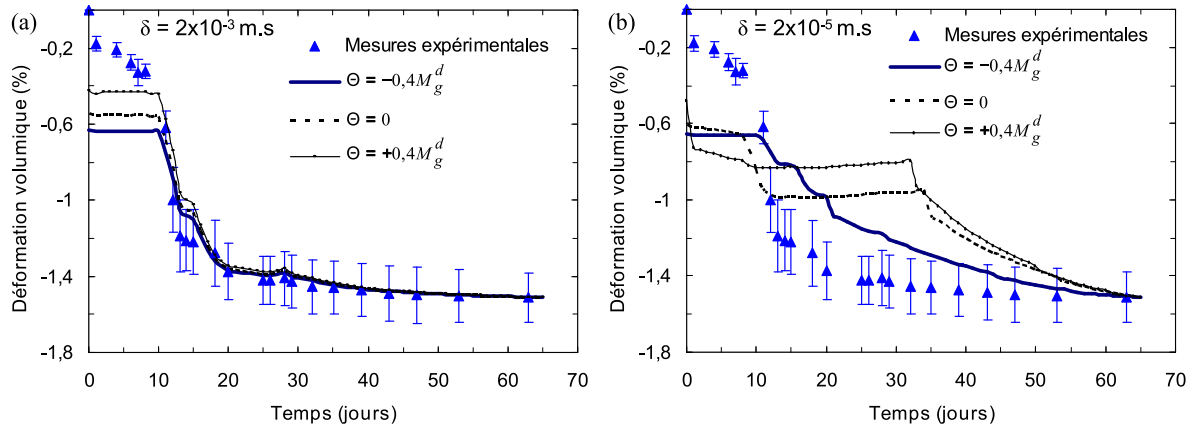 (a)
δ = 2x10⁻³ m.s
Mesures expérimentales
Θ = −0,4M_g^d
Θ = 0
Θ = +0,4M_g^d
Déformation volumique (%)
-0,2
-0,6
-1
-1,4
-1,8
0 10 20 30 40 50 60 70
Temps (jours)
(b)
δ = 2x10⁻⁵ m.s
Mesures expérimentales
Θ = −0,4M_g^d
Θ = 0
Θ = +0,4M_g^d
Déformation volumique (%)
-0,2
-0,6
-1
-1,4
-1,8
0 10 20 30 40 50 60 70
Temps (jours)